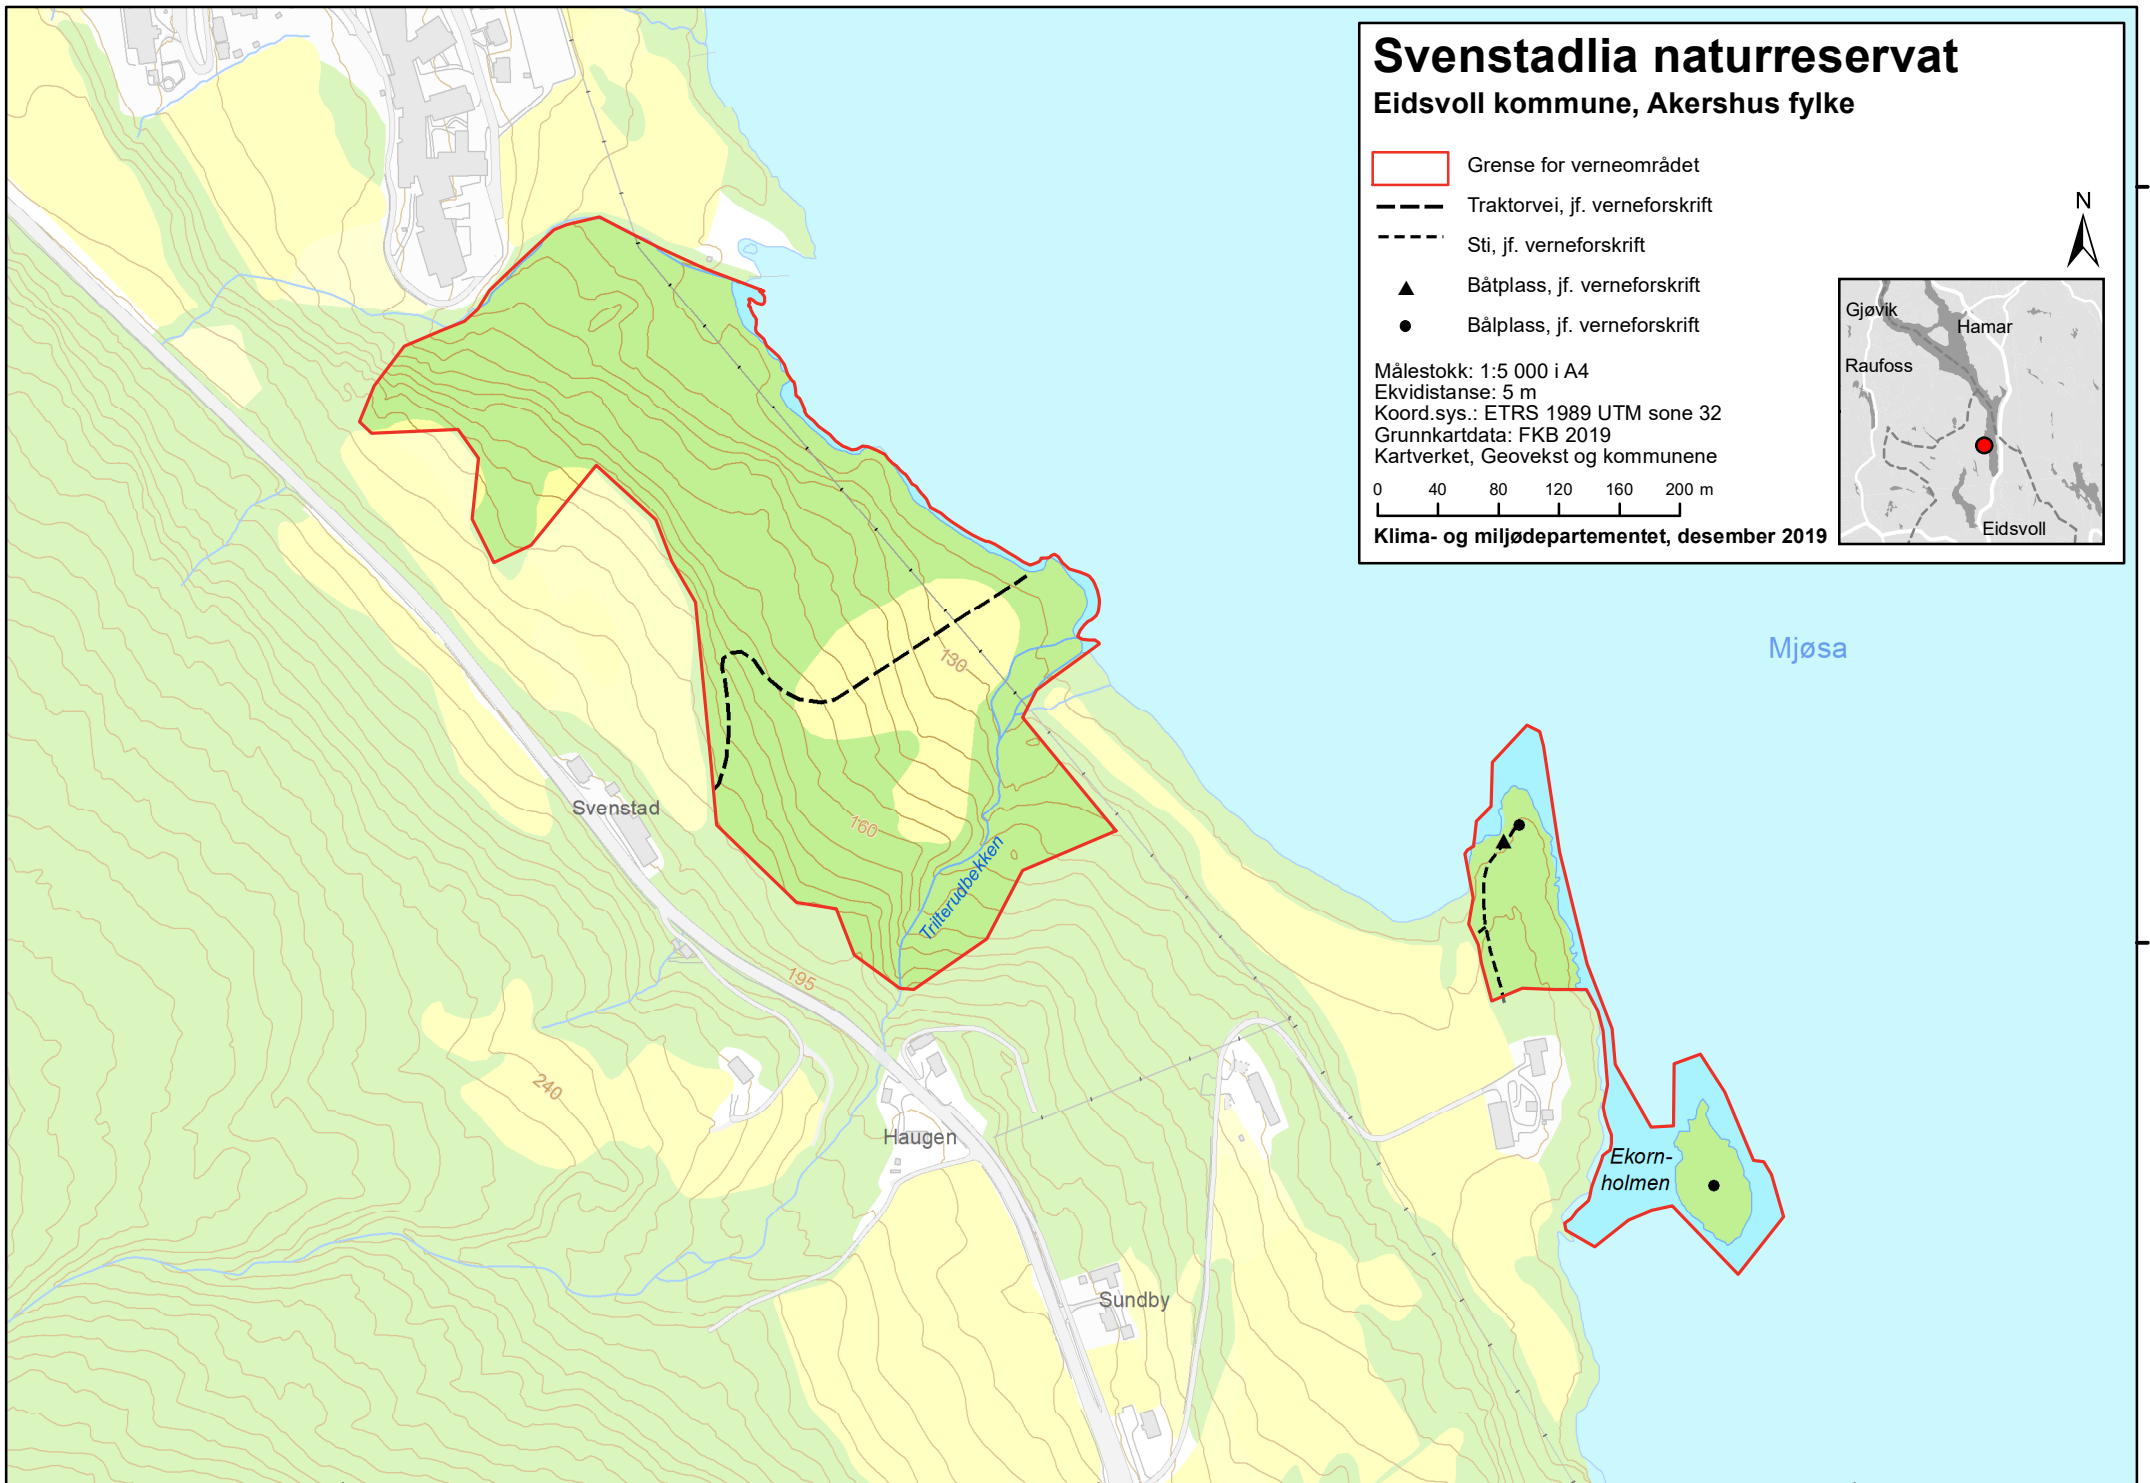 Svenstadlia naturreservat
Eidsvoll kommune, Akershus fylke
Grense for verneområdet
Traktorvei, jf. verneforskrift
Sti, jf. verneforskrift
Båtplass, jf. verneforskrift
Bålplass, jf. verneforskrift
Målestokk: 1:5 000 i A4
Ekvidistanse: 5 m
Koord.sys.: ETRS 1989 UTM sone 32
Grunnkartdata: FKB 2019
Kartverket, Geovekst og kommunene
0 40 80 120 160 200 m
Klima- og miljødepartementet, desember 2019
N
Gjøvik
Hamar
Raufoss
Eidsvoll
Mjøsa
130
Svenstad
160
Trilterudbekken
195
240
Haugen
Ekorn-
holmen
Sundby